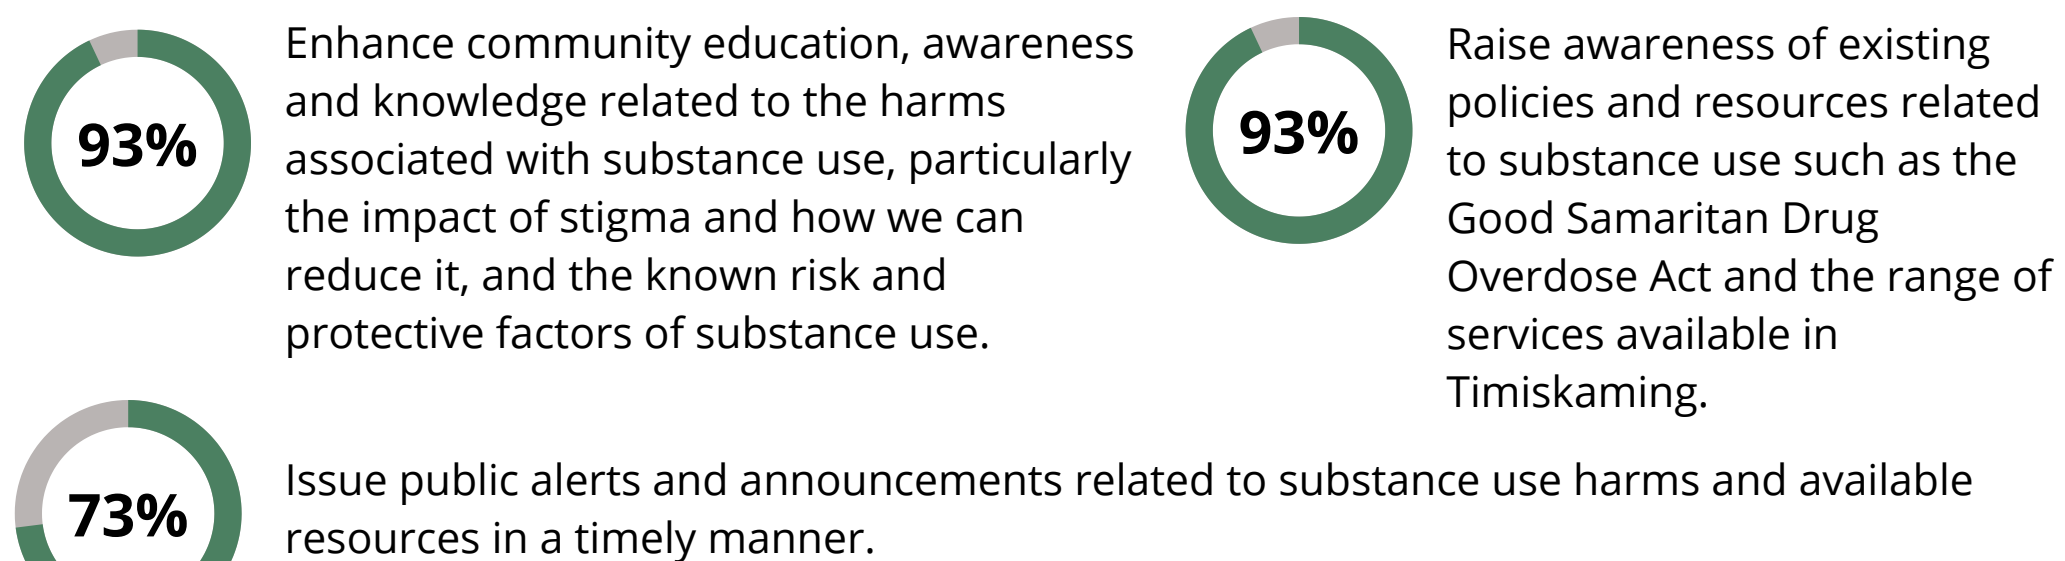 93%
Enhance community education, awareness
and knowledge related to the harms
associated with substance use, particularly
the impact of stigma and how we can
reduce it, and the known risk and
protective factors of substance use.
93%
Raise awareness of existing
policies and resources related
to substance use such as the
Good Samaritan Drug
Overdose Act and the range of
services available in
Timiskaming.
73%
Issue public alerts and announcements related to substance use harms and available
resources in a timely manner.